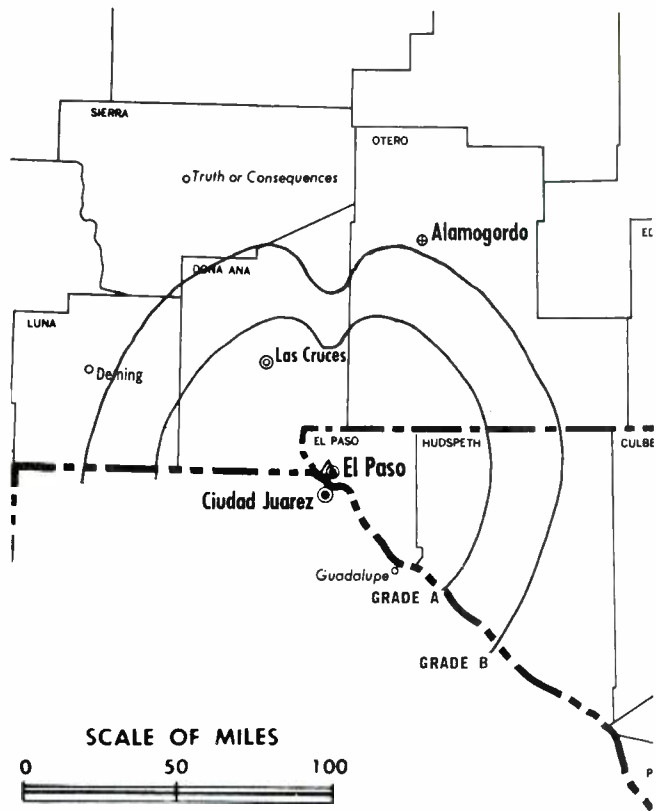 SIERRA
OTERO
Truth or Consequences
Alamogordo
ED
DONA ANA
LUNA
Las Cruces
Deming
EL PASO
HUDSPETH
CULBE
El Paso
Ciudad Juarez
Guadalupe
GRADE A
GRADE B
SCALE OF MILES
0 50 100
P